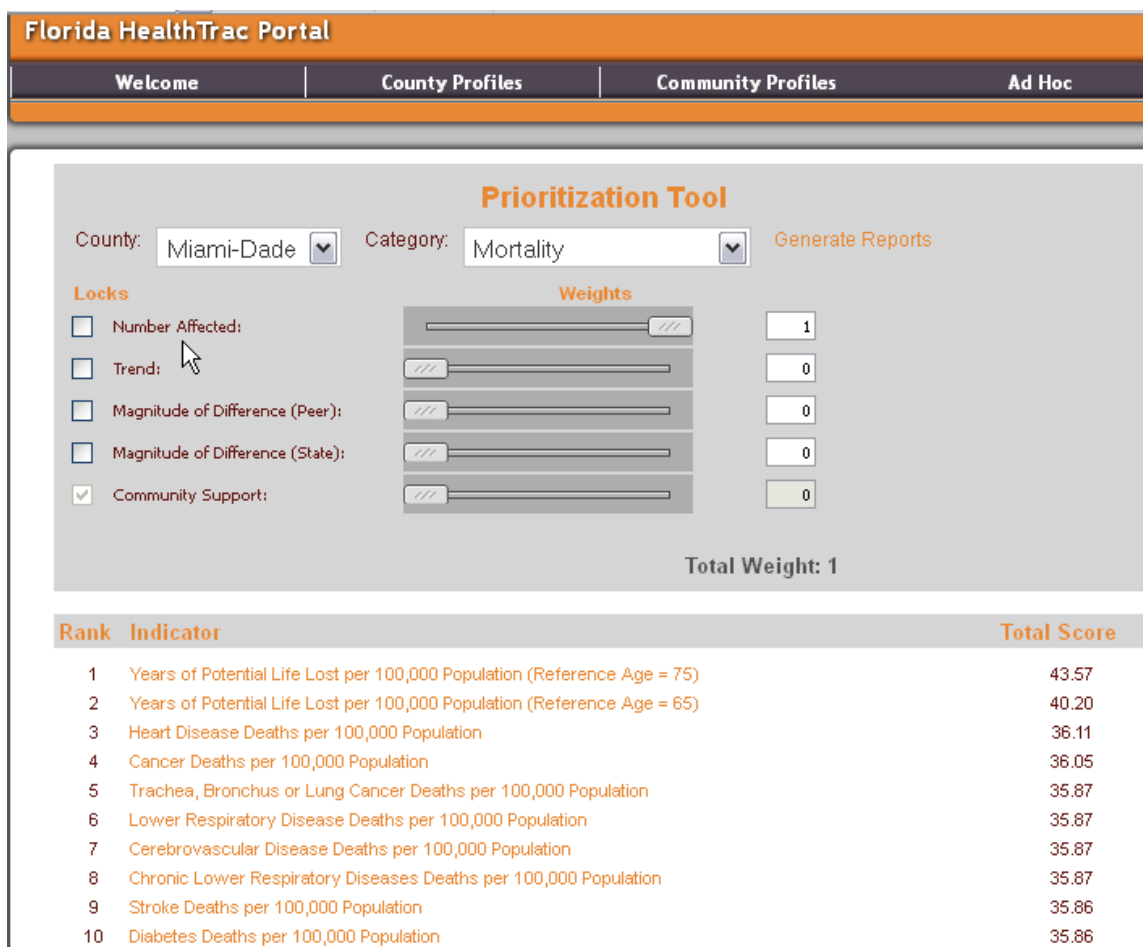 Florida HealthTrac Portal
Welcome County Profiles Community Profiles Ad Hoc
Prioritization Tool
County: Miami-Dade Category: Mortality Generate Reports
Locks Weights
Number Affected: 1
Trend: 0
Magnitude of Difference (Peer): 0
Magnitude of Difference (State): 0
Community Support: 0
Total Weight: 1
Rank Indicator Total Score
1 Years of Potential Life Lost per 100,000 Population (Reference Age = 75) 43.57
2 Years of Potential Life Lost per 100,000 Population (Reference Age = 65) 40.20
3 Heart Disease Deaths per 100,000 Population 36.11
4 Cancer Deaths per 100,000 Population 36.05
5 Trachea, Bronchus or Lung Cancer Deaths per 100,000 Population 35.87
6 Lower Respiratory Disease Deaths per 100,000 Population 35.87
7 Cerebrovascular Disease Deaths per 100,000 Population 35.87
8 Chronic Lower Respiratory Diseases Deaths per 100,000 Population 35.87
9 Stroke Deaths per 100,000 Population 35.86
10 Diabetes Deaths per 100,000 Population 35.86